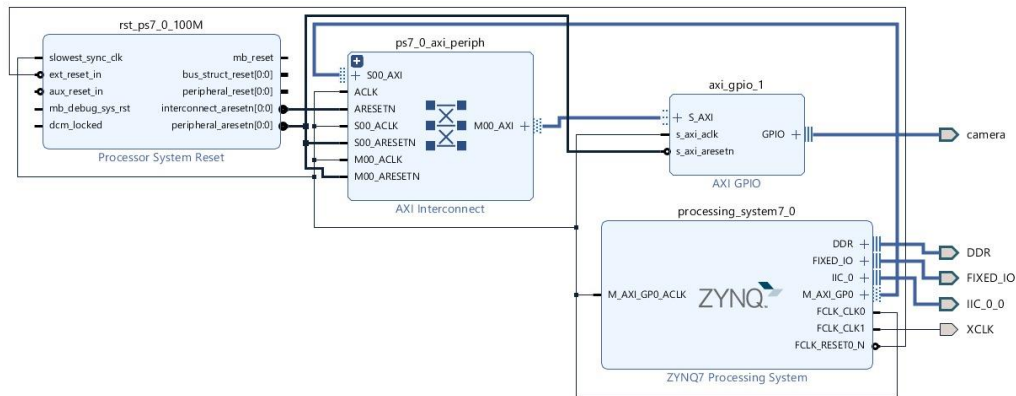 rst_ps7_0_100M
slowest_sync_clk
ext_reset_in
aux_reset_in
mb_debug_sys_rst
dcm_locked
mb_reset
bus_struct_reset[0:0]
peripheral_reset[0:0]
interconnect_aresetn[0:0]
peripheral_aresetn[0:0]
Processor System Reset
ps7_0_axi_periph
S00_AXI
ACLK
ARESETN
S00_ACLK
S00_ARESETN
M00_ACLK
M00_ARESETN
M00_AXI
AXI Interconnect
axi_gpio_1
S_AXI
s_axi_aclk
s_axi_aresetn
GPIO
AXI GPIO
camera
processing_system7_0
M_AXI_GP0_ACLK
ZYNQ
DDR
FIXED_IO
IIC_0
M_AXI_GP0
FCLK_CLK0
FCLK_CLK1
FCLK_RESET0_N
ZYNQ7 Processing System
DDR
FIXED_IO
IIC_0_0
XCLK